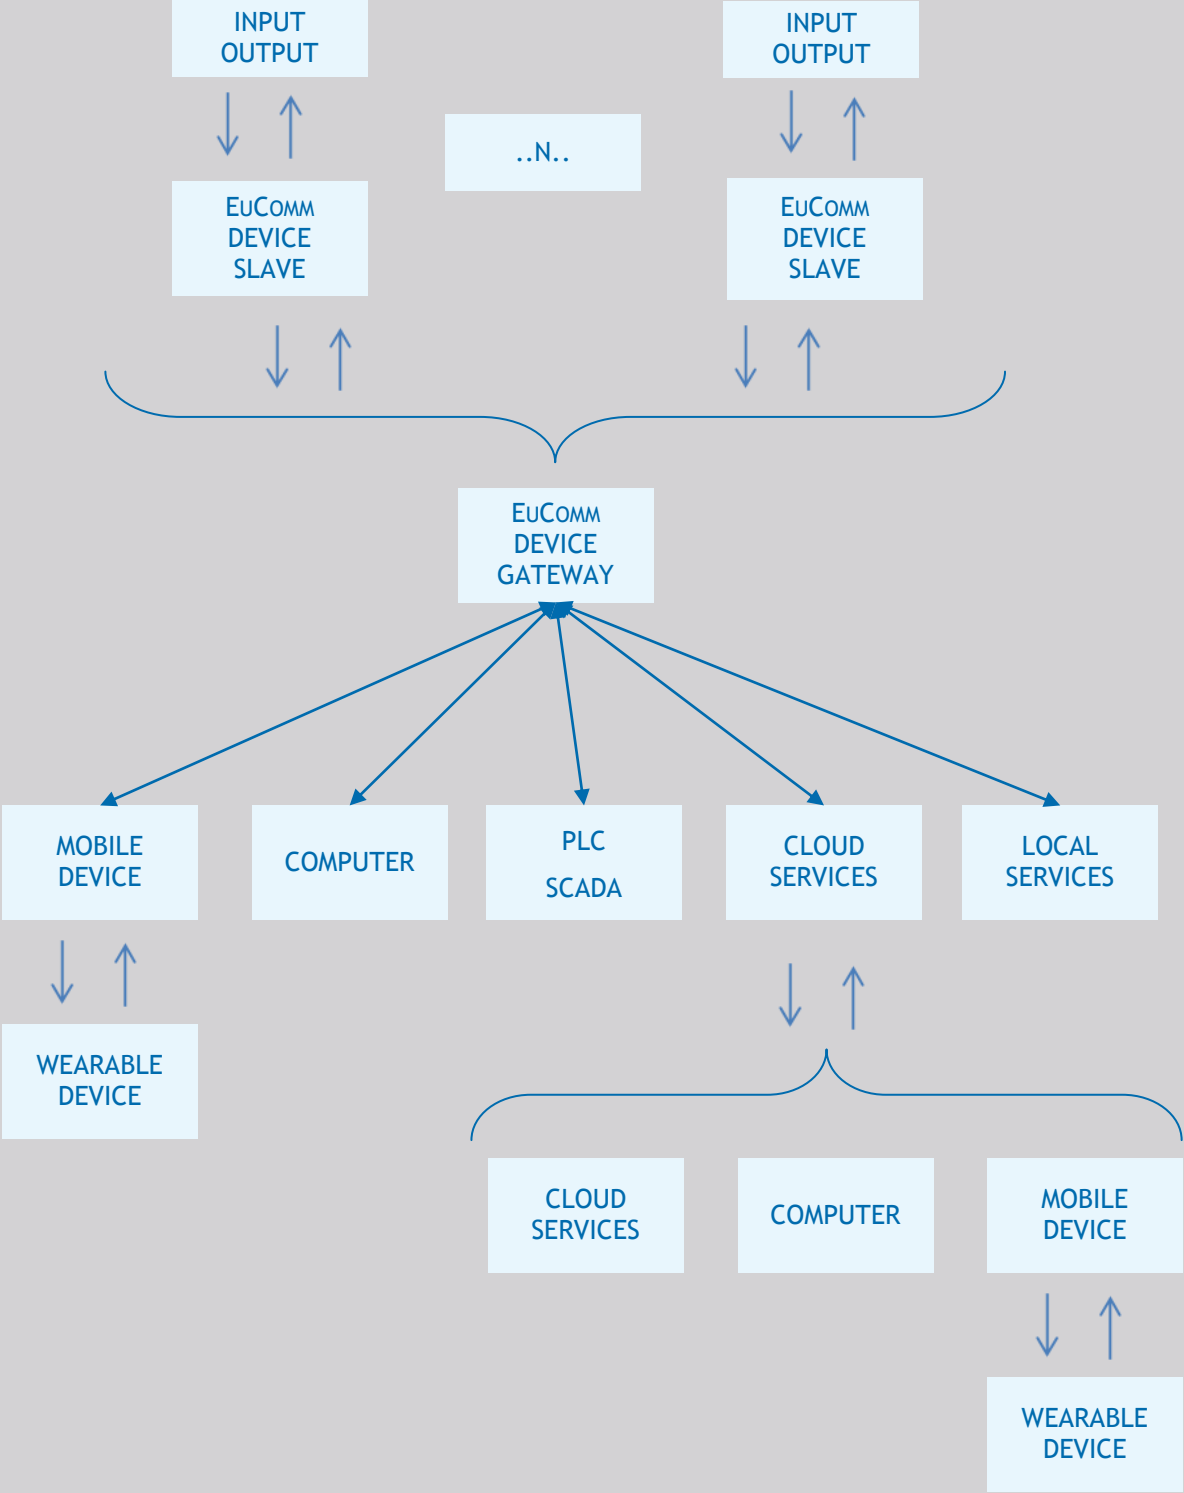 INPUT
OUTPUT
INPUT
OUTPUT
..N..
EuComm
DEVICE
SLAVE
EuComm
DEVICE
SLAVE
EuComm
DEVICE
GATEWAY
MOBILE
DEVICE
COMPUTER
PLC
SCADA
CLOUD
SERVICES
LOCAL
SERVICES
WEARABLE
DEVICE
CLOUD
SERVICES
COMPUTER
MOBILE
DEVICE
WEARABLE
DEVICE